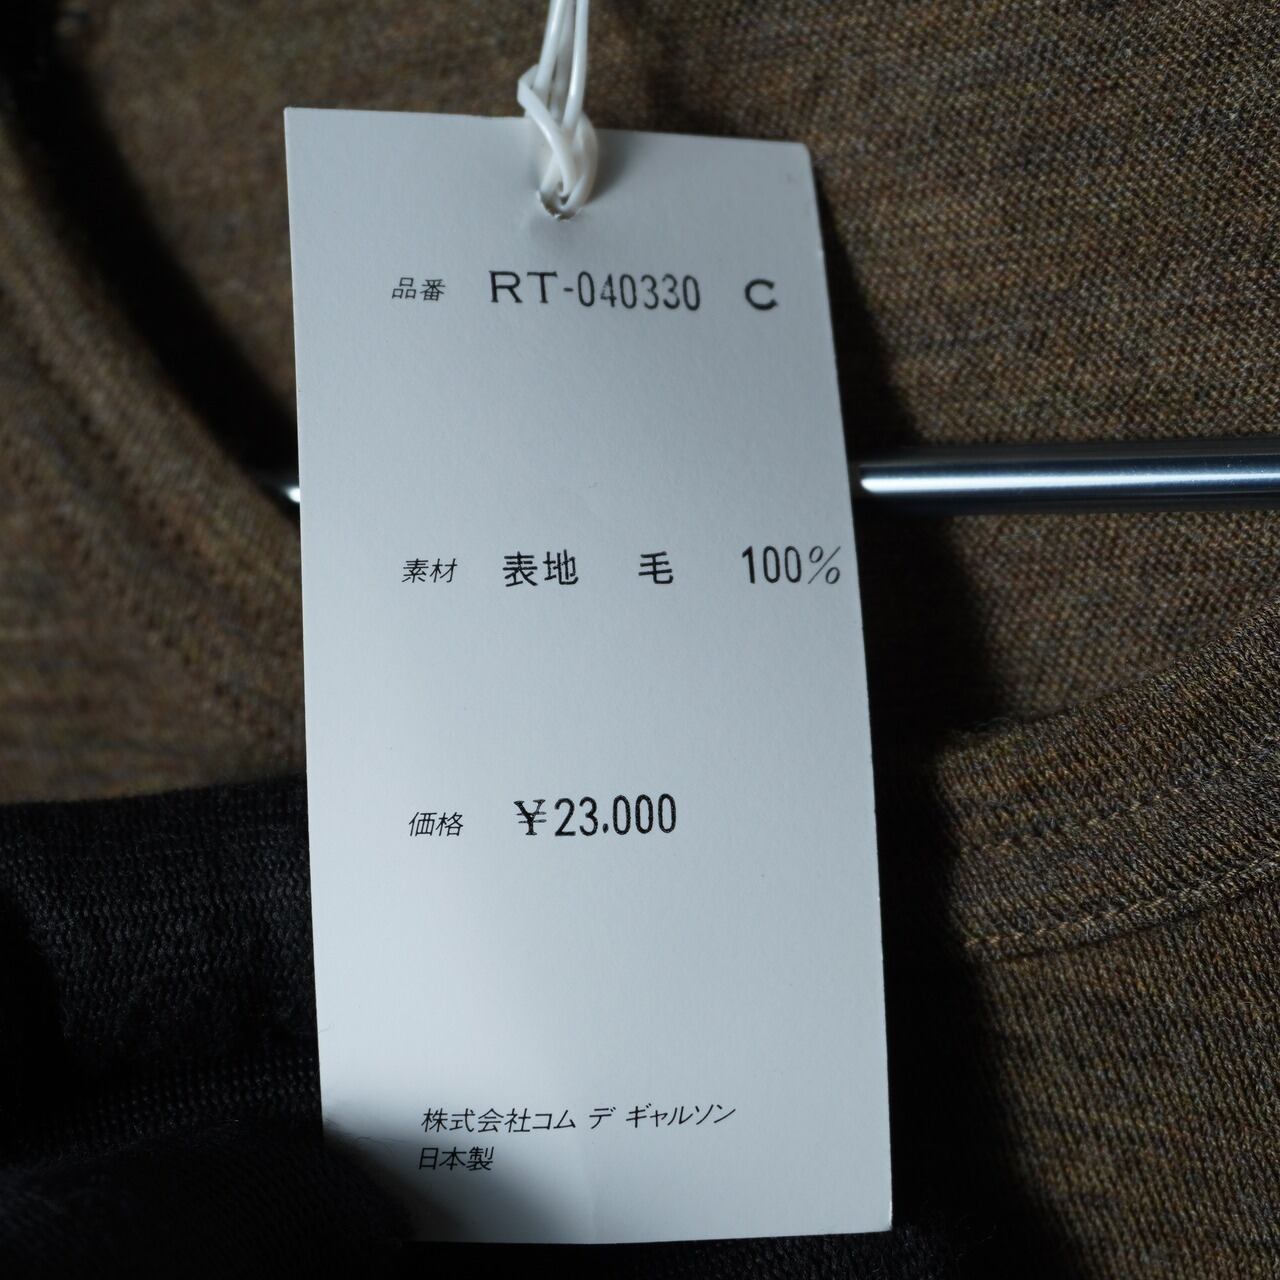 品番 RT-040330 C
素材 表地 毛 100%
価格 ¥23.000
株式会社コム デ ギャルソン
日本製